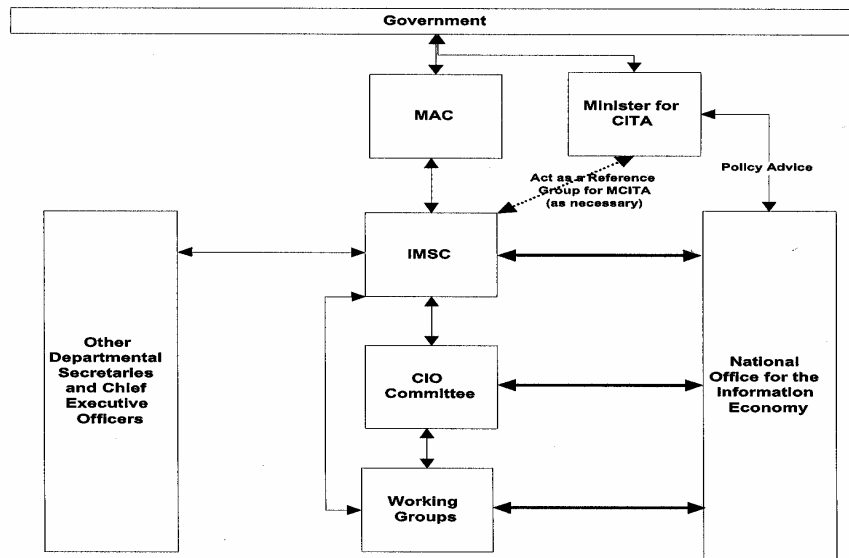 Government
MAC
Minister for
CITA
Act as a Reference
Group for MCITA
(as necessary)
Policy Advice
IMSC
Other
Departmental
Secretaries
and Chief
Executive
Officers
CIO
Committee
National
Office for the
Information
Economy
Working
Groups